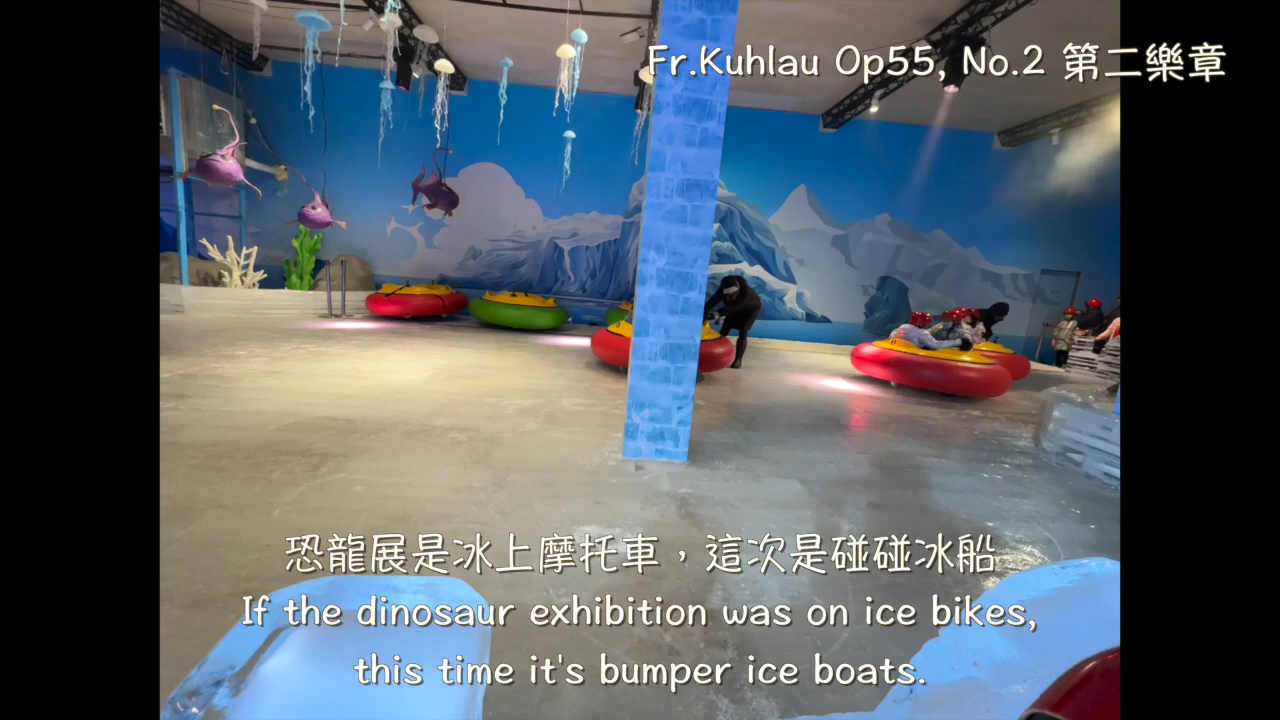 Fr.Kuhlau Op55, No.2 第二樂章
恐龍展是冰上摩托車，這次是碰碰冰船
If the dinosaur exhibition was on ice bikes,
this time it's bumper ice boats.